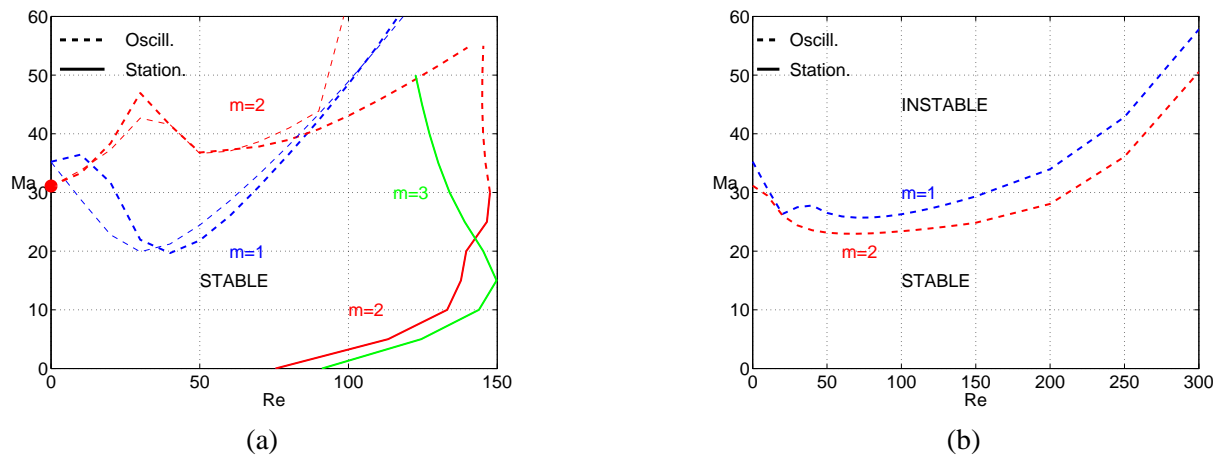 60
50
40
30
20
10
0
Ma
Oscill.
Station.
m=2
m=3
m=1
STABLE
m=2
0
50
100
150
Re
(a)
60
50
40
30
20
10
0
Ma
Oscill.
Station.
INSTABLE
m=1
m=2
STABLE
0
50
100
150
200
250
300
Re
(b)